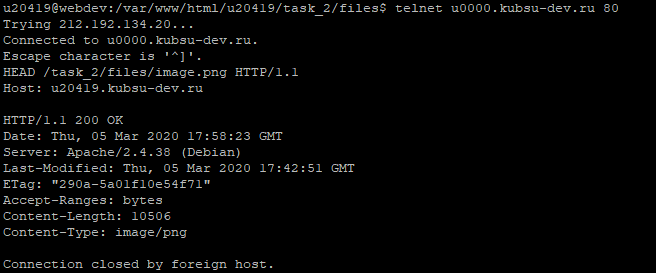 u20419@webdev:/var/www/html/u20419/task_2/files$ telnet u0000.kubsu-dev.ru 80
Trying 212.192.134.20...
Connected to u0000.kubsu-dev.ru.
Escape character is '^]'.
HEAD /task_2/files/image.png HTTP/1.1
Host: u20419.kubsu-dev.ru

HTTP/1.1 200 OK
Date: Thu, 05 Mar 2020 17:58:23 GMT
Server: Apache/2.4.38 (Debian)
Last-Modified: Thu, 05 Mar 2020 17:42:51 GMT
ETag: "290a-5a01f10e54f71"
Accept-Ranges: bytes
Content-Length: 10506
Content-Type: image/png

Connection closed by foreign host.